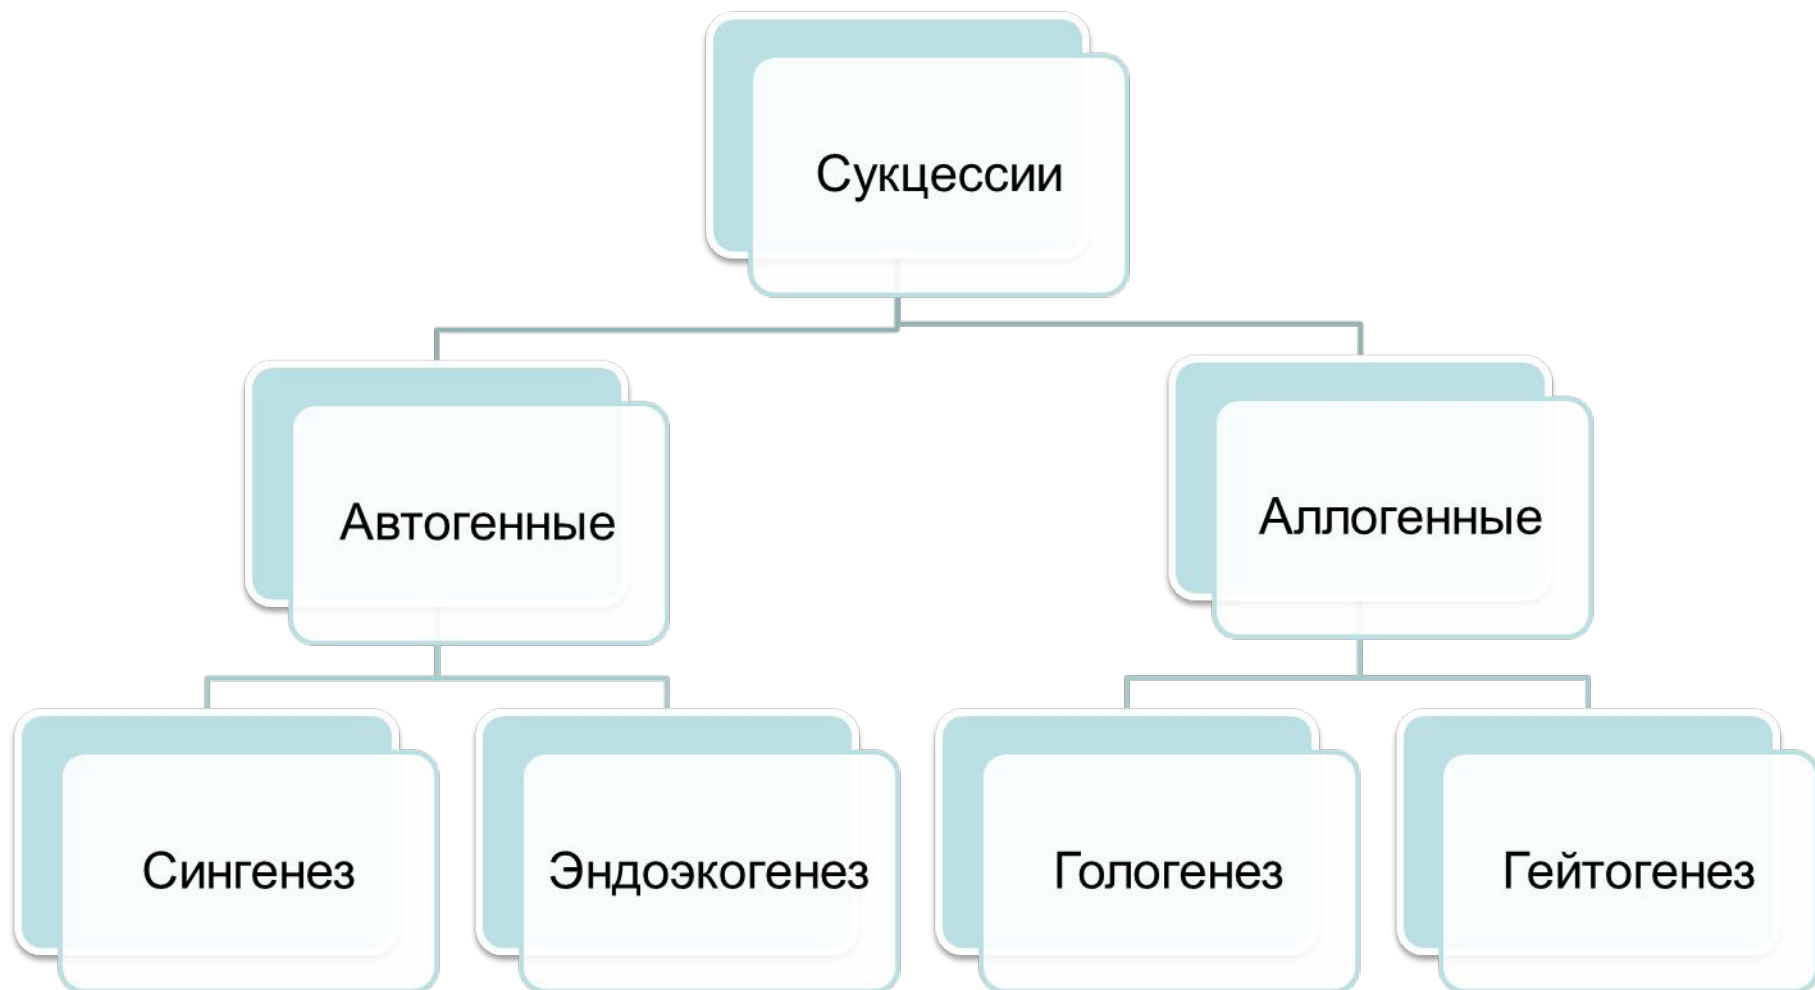 Сукцессии
Автогенные
Аллогенные
Сингенез
Эндоэкогенез
Гологенез
Гейтогенез